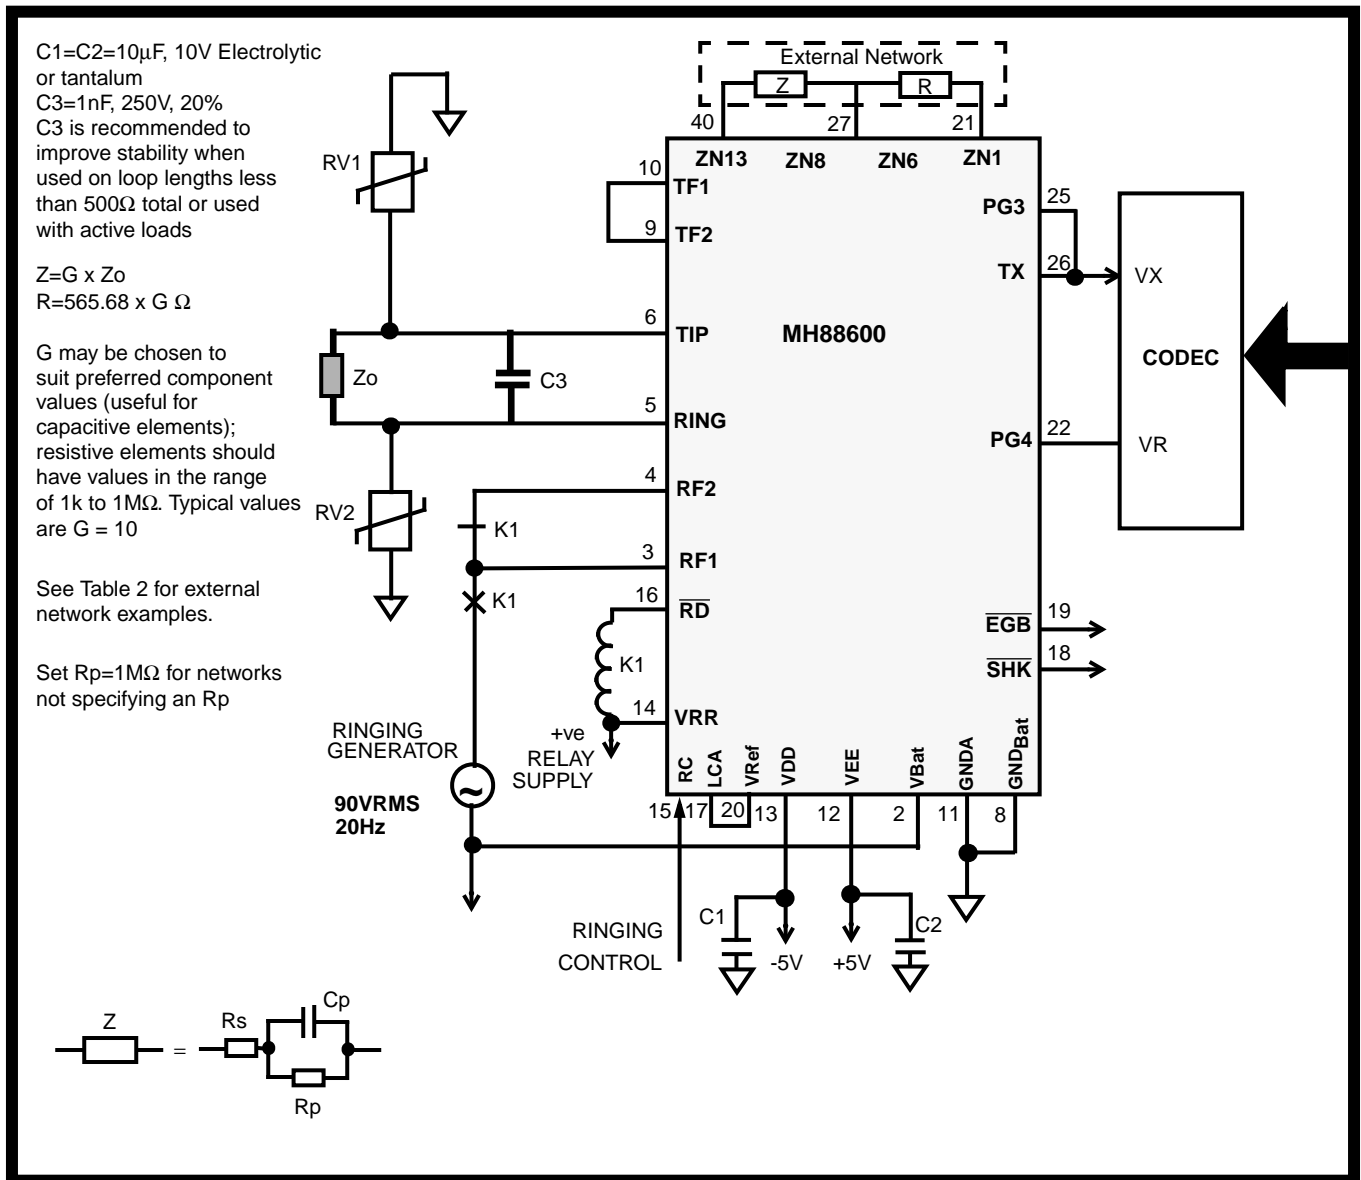 C1=C2=10μF, 10V Electrolytic
or tantalum
C3=1nF, 250V, 20%
C3 is recommended to
improve stability when
used on loop lengths less
than 500Ω total or used
with active loads
Z=G x Zo
R=565.68 x G Ω
G may be chosen to
suit preferred component
values (useful for
capacitive elements);
resistive elements should
have values in the range
of 1k to 1MΩ. Typical values
are G = 10
See Table 2 for external
network examples.
Set Rp=1MΩ for networks
not specifying an Rp
External Network
Z
R
40
27
21
ZN13
ZN8
ZN6
ZN1
RV1
10
TF1
9
TF2
PG3
25
TX
26
VX
6
TIP
MH88600
Zo
C3
CODEC
5
RING
PG4
22
VR
4
RF2
RV2
K1
3
RF1
K1
16
RD
EGB
19
K1
SHK
18
14
VRR
RINGING
GENERATOR
+ve
RELAY
SUPPLY
90VRMS
20Hz
RC
LCA
VRef
VDD
VEE
VBat
GNDA
GNDBat
15
17
20
13
12
2
11
8
RINGING
CONTROL
C1
-5V
+5V
C2
Z
=
Rs
Cp
Rp